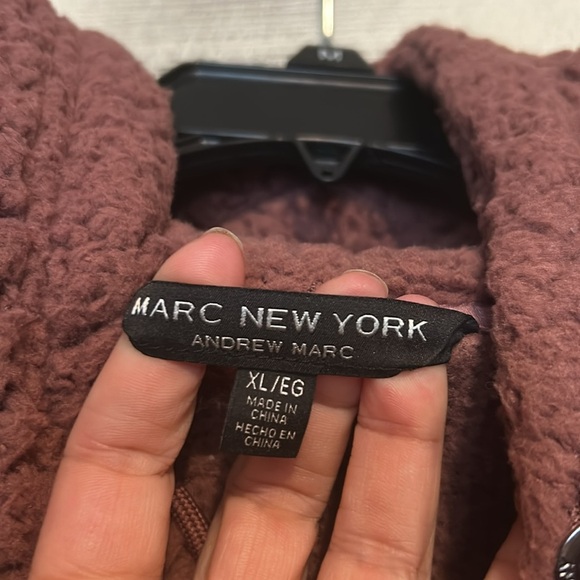 MARC NEW YORK
ANDREW MARC
XL/EG
MADE IN
CHINA
HECHO EN
CHINA